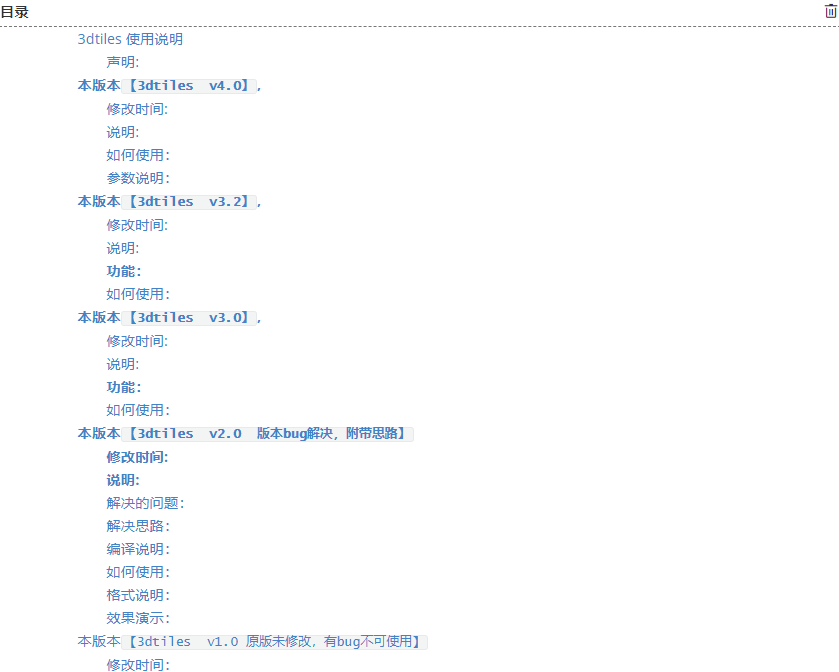 目录
3dtiles 使用说明
声明:
本版本【3dtiles  v4.0】,
修改时间:
说明:
如何使用:
参数说明:
本版本【3dtiles  v3.2】,
修改时间:
说明:
功能:
如何使用:
本版本【3dtiles  v3.0】,
修改时间:
说明:
功能:
如何使用:
本版本【3dtiles  v2.0  版本bug解决, 附带思路】
修改时间:
说明:
解决的问题:
解决思路:
编译说明:
如何使用:
格式说明:
效果演示:
本版本【3dtiles  v1.0 原版未修改, 有bug不可使用】
修改时间: